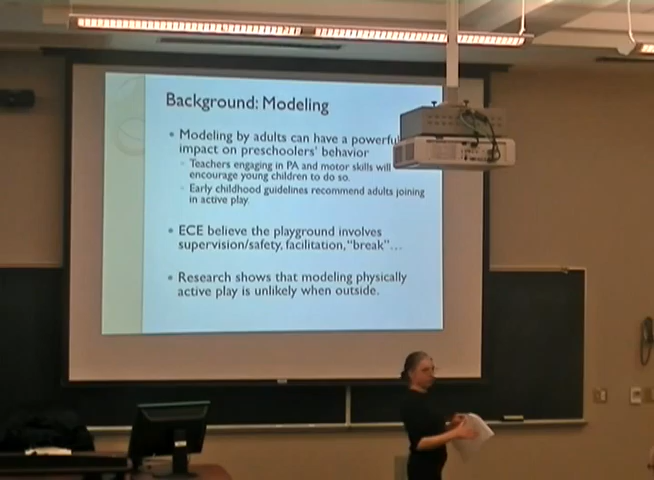 Background: Modeling
• Modeling by adults can have a powerful
impact on preschoolers' behavior
◦ Teachers engaging in PA and motor skills will
encourage young children to do so.
◦ Early childhood guidelines recommend adults joining
in active play.
• ECE believe the playground involves
supervision/safety, facilitation, "break"...
• Research shows that modeling physically
active play is unlikely when outside.